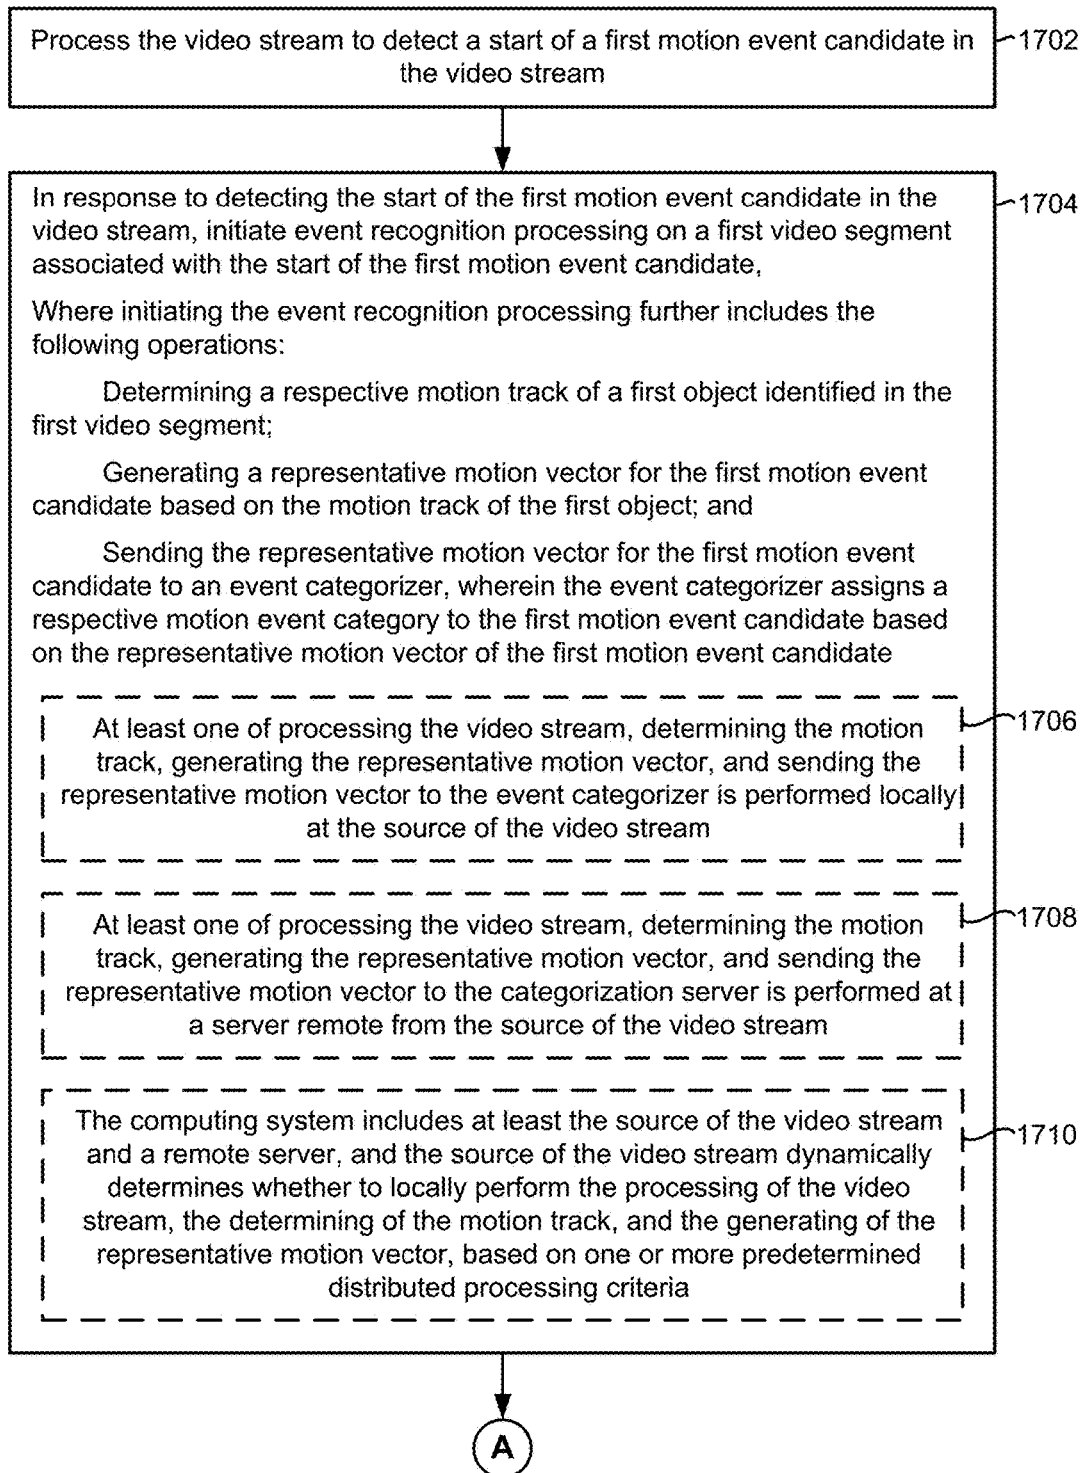 Process the video stream to detect a start of a first motion event candidate in
the video stream
1702
In response to detecting the start of the first motion event candidate in the
video stream, initiate event recognition processing on a first video segment
associated with the start of the first motion event candidate,
1704
Where initiating the event recognition processing further includes the
following operations:
Determining a respective motion track of a first object identified in the
first video segment;
Generating a representative motion vector for the first motion event
candidate based on the motion track of the first object; and
Sending the representative motion vector for the first motion event
candidate to an event categorizer, wherein the event categorizer assigns a
respective motion event category to the first motion event candidate based
on the representative motion vector of the first motion event candidate
At least one of processing the video stream, determining the motion
track, generating the representative motion vector, and sending the
representative motion vector to the event categorizer is performed locally
at the source of the video stream
1706
At least one of processing the video stream, determining the motion
track, generating the representative motion vector, and sending the
representative motion vector to the categorization server is performed at
a server remote from the source of the video stream
1708
The computing system includes at least the source of the video stream
and a remote server, and the source of the video stream dynamically
determines whether to locally perform the processing of the video
stream, the determining of the motion track, and the generating of the
representative motion vector, based on one or more predetermined
distributed processing criteria
1710
A